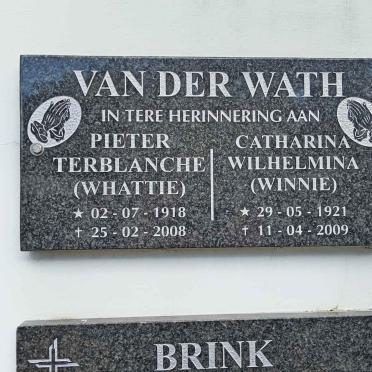 VAN DER WATH
IN TERE HERINNERING AAN
PIETER
TERBLANCHE
(WHATTIE)
★ 02 - 07 - 1918
✝ 25 - 02 - 2008
CATHARINA
WILHELMINA
(WINNIE)
★ 29 - 05 - 1921
✝ 11 - 04 - 2009
BRINK